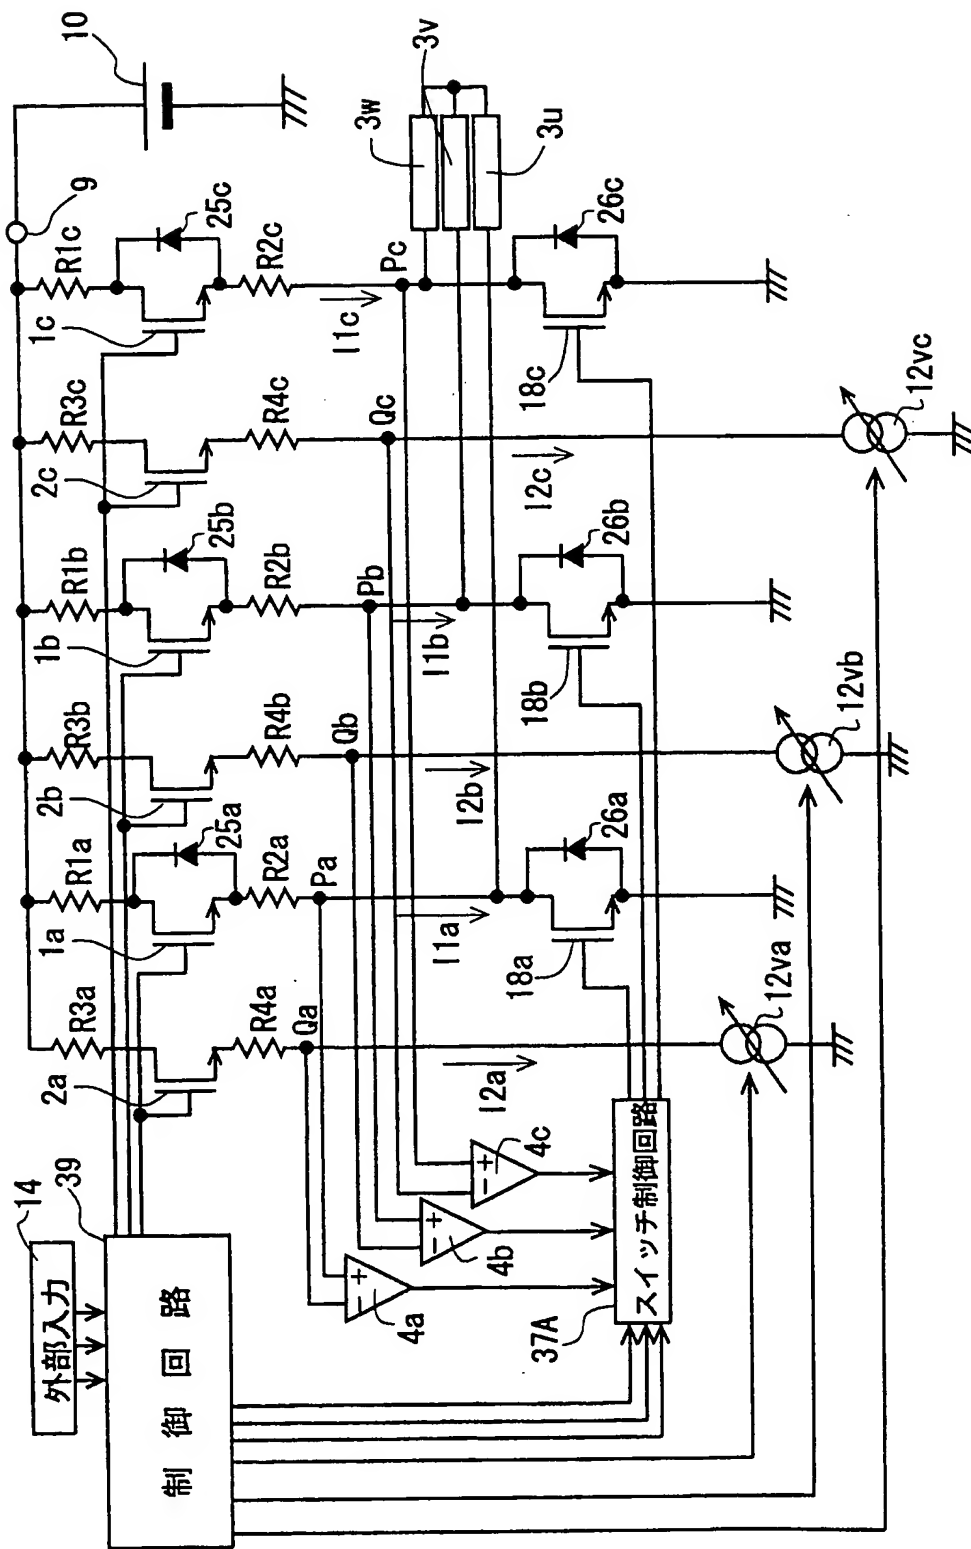 14
外部入力
39
制御回路
10
9
R1c
25c
1c
R2c
R3c
2c
R4c
R1b
25b
1b
R2b
R3b
2b
R4b
R1a
25a
1a
R2a
R3a
2a
R4a
3v
3w
3u
Pc
I1c
Qc
I2c
Pb
I1b
Qb
I2b
Pa
I1a
Qa
I2a
26c
18c
26b
18b
26a
18a
12vc
12vb
12va
+
−
4c
+
−
4b
+
−
4a
スイッチ制御回路
37A